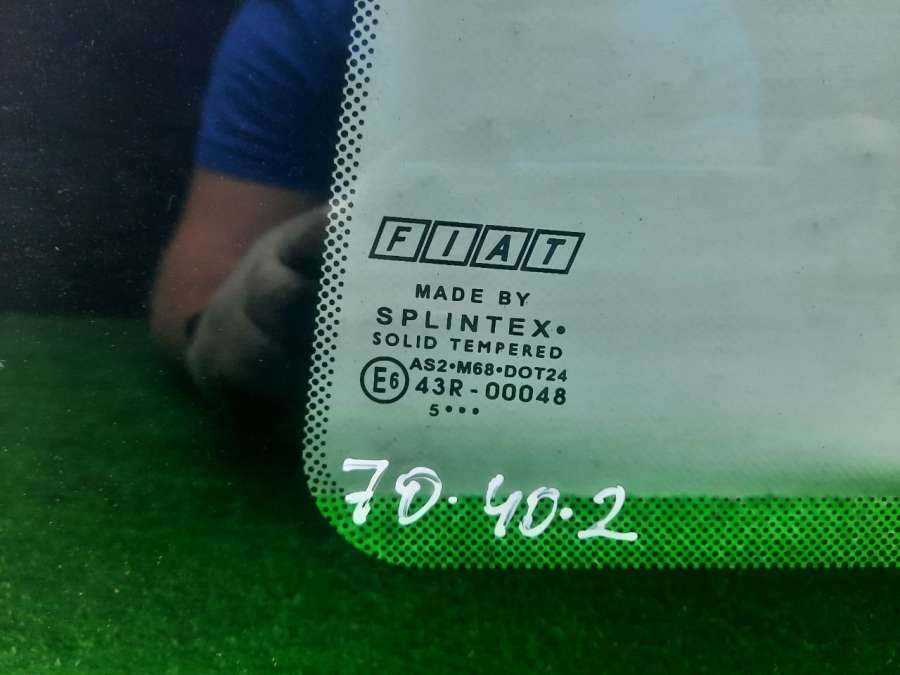 FIAT
MADE BY
SPLINTEX•
SOLID TEMPERED
AS2•M68•DOT24
E6 43R-00048
5•••
70.40.2